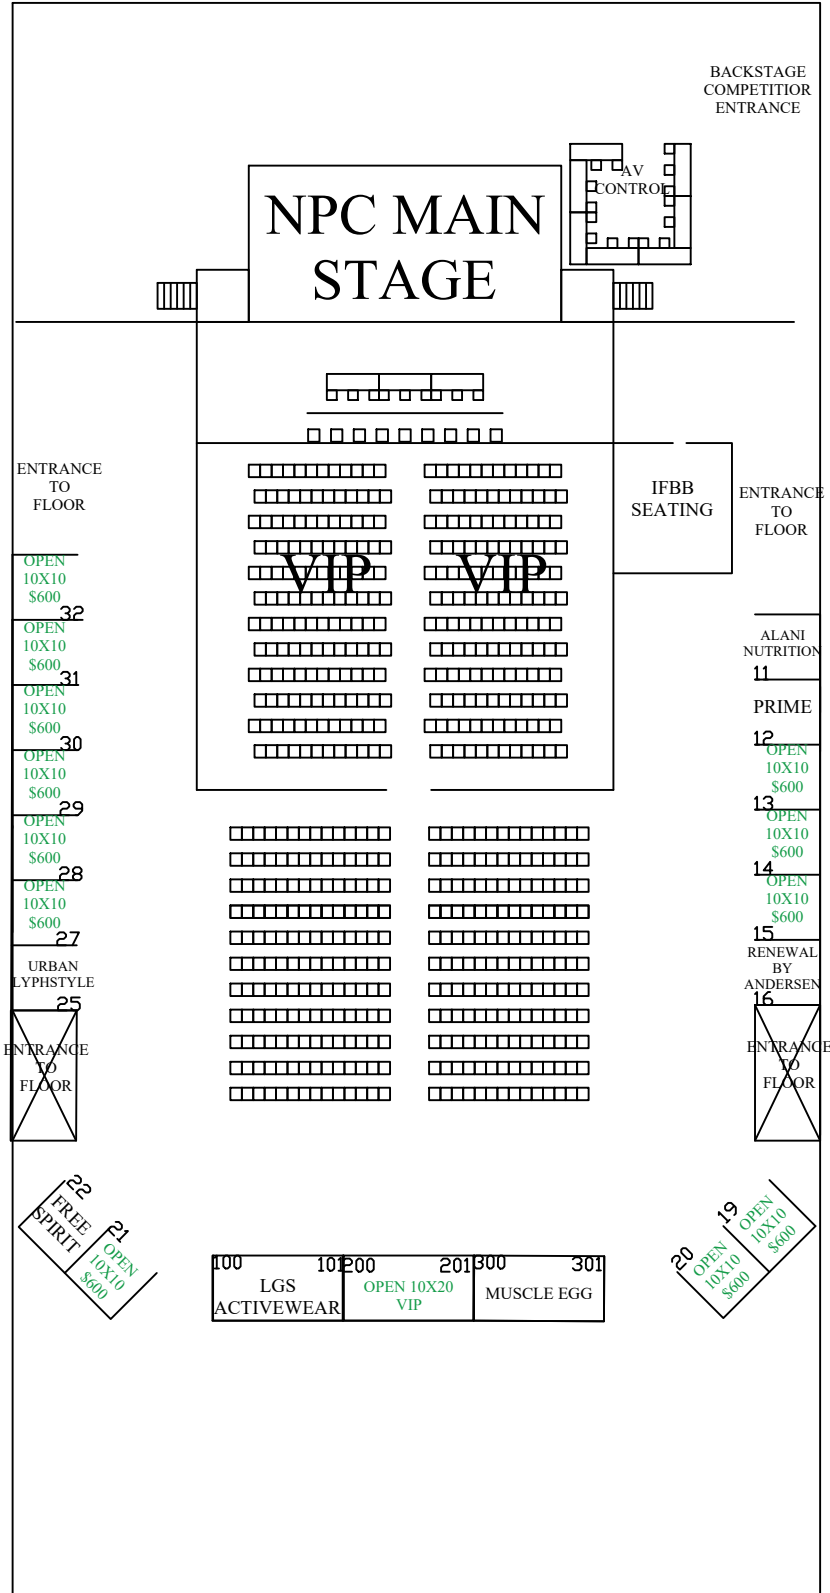 BACKSTAGE
COMPETITIOR
ENTRANCE
AV
CONTROL
NPC MAIN
STAGE
ENTRANCE
TO
FLOOR
IFBB
SEATING
ENTRANCE
TO
FLOOR
VIP VIP
OPEN
10X10
$600
32
OPEN
10X10
$600
31
OPEN
10X10
$600
30
OPEN
10X10
$600
29
OPEN
10X10
$600
28
OPEN
10X10
$600
27
URBAN
LYPHSTYLE
25
ENTRANCE
TO
FLOOR
ALANI
NUTRITION
11
PRIME
12
OPEN
10X10
$600
13
OPEN
10X10
$600
14
OPEN
10X10
$600
15
RENEWAL
BY
ANDERSEN
16
ENTRANCE
TO
FLOOR
22
FREE
SPIRIT
21
OPEN
10X10
$600
100 101
LGS
ACTIVEWEAR
200 201
OPEN 10X20
VIP
300 301
MUSCLE EGG
20
OPEN
10X10
$600
19
OPEN
10X10
$600